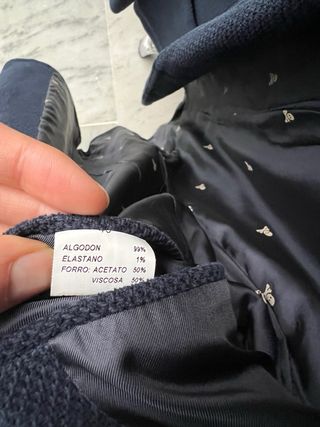 ALGODON 99%
ELASTANO 1%
FORRO: ACETATO 50%
VISCOSA 50%